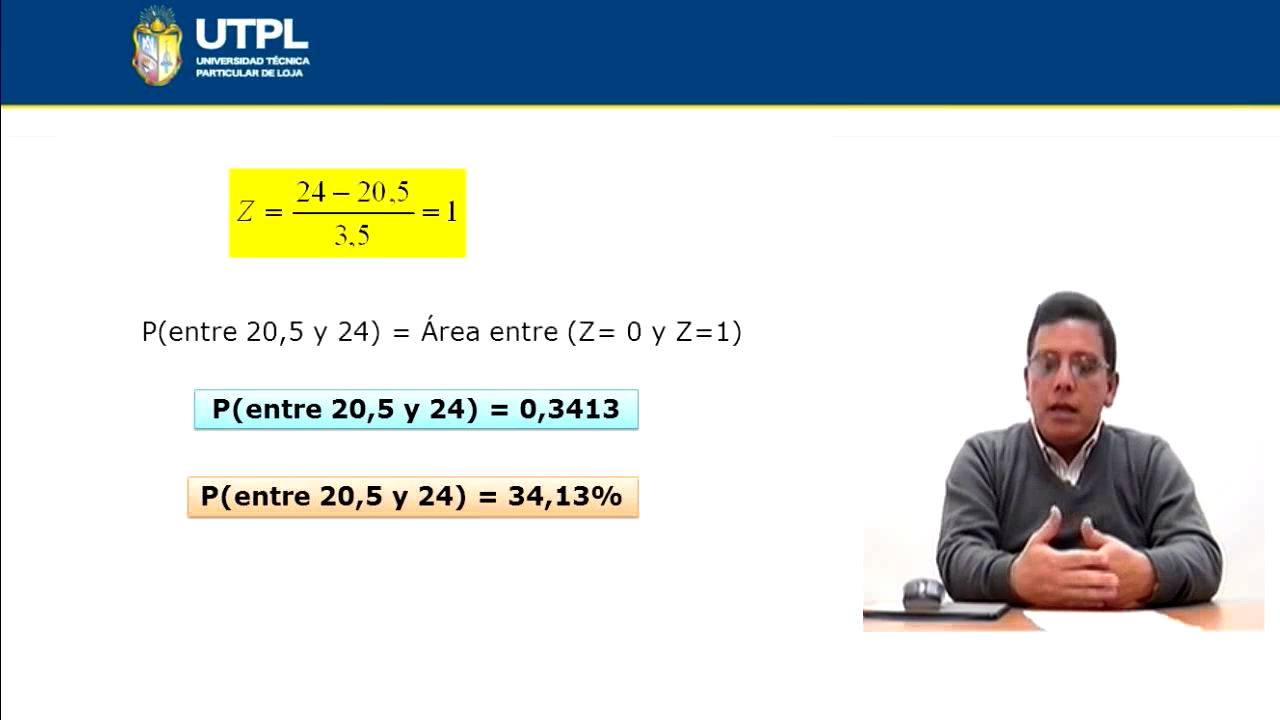 UTPL
UNIVERSIDAD TÉCNICA
PARTICULAR DE LOJA
Z = (24 − 20,5) / 3,5 = 1
P(entre 20,5 y 24) = Área entre (Z= 0 y Z=1)
P(entre 20,5 y 24) = 0,3413
P(entre 20,5 y 24) = 34,13%